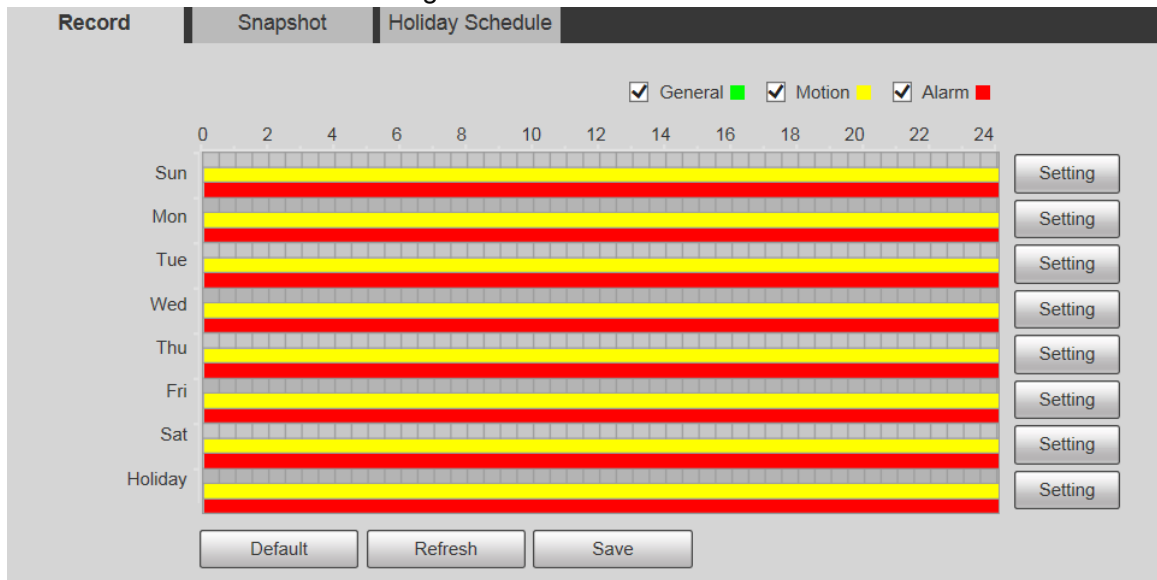 Record Snapshot Holiday Schedule
General Motion Alarm
0 2 4 6 8 10 12 14 16 18 20 22 24
Sun Setting
Mon Setting
Tue Setting
Wed Setting
Thu Setting
Fri Setting
Sat Setting
Holiday Setting
Default Refresh Save